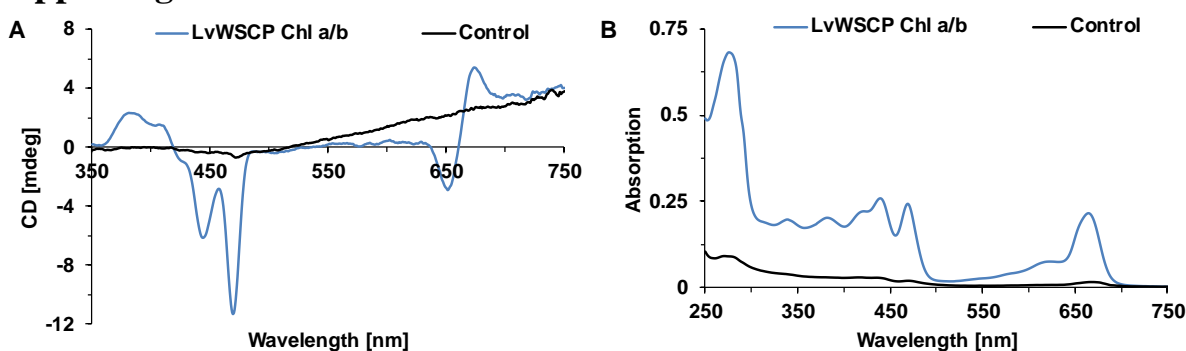 A
LvWSCP Chl a/b
Control
8
4
0
-4
-8
-12
350
450
550
650
750
CD [mdeg]
Wavelength [nm]
B
LvWSCP Chl a/b
Control
0.75
0.5
0.25
0
250
350
450
550
650
750
Absorption
Wavelength [nm]